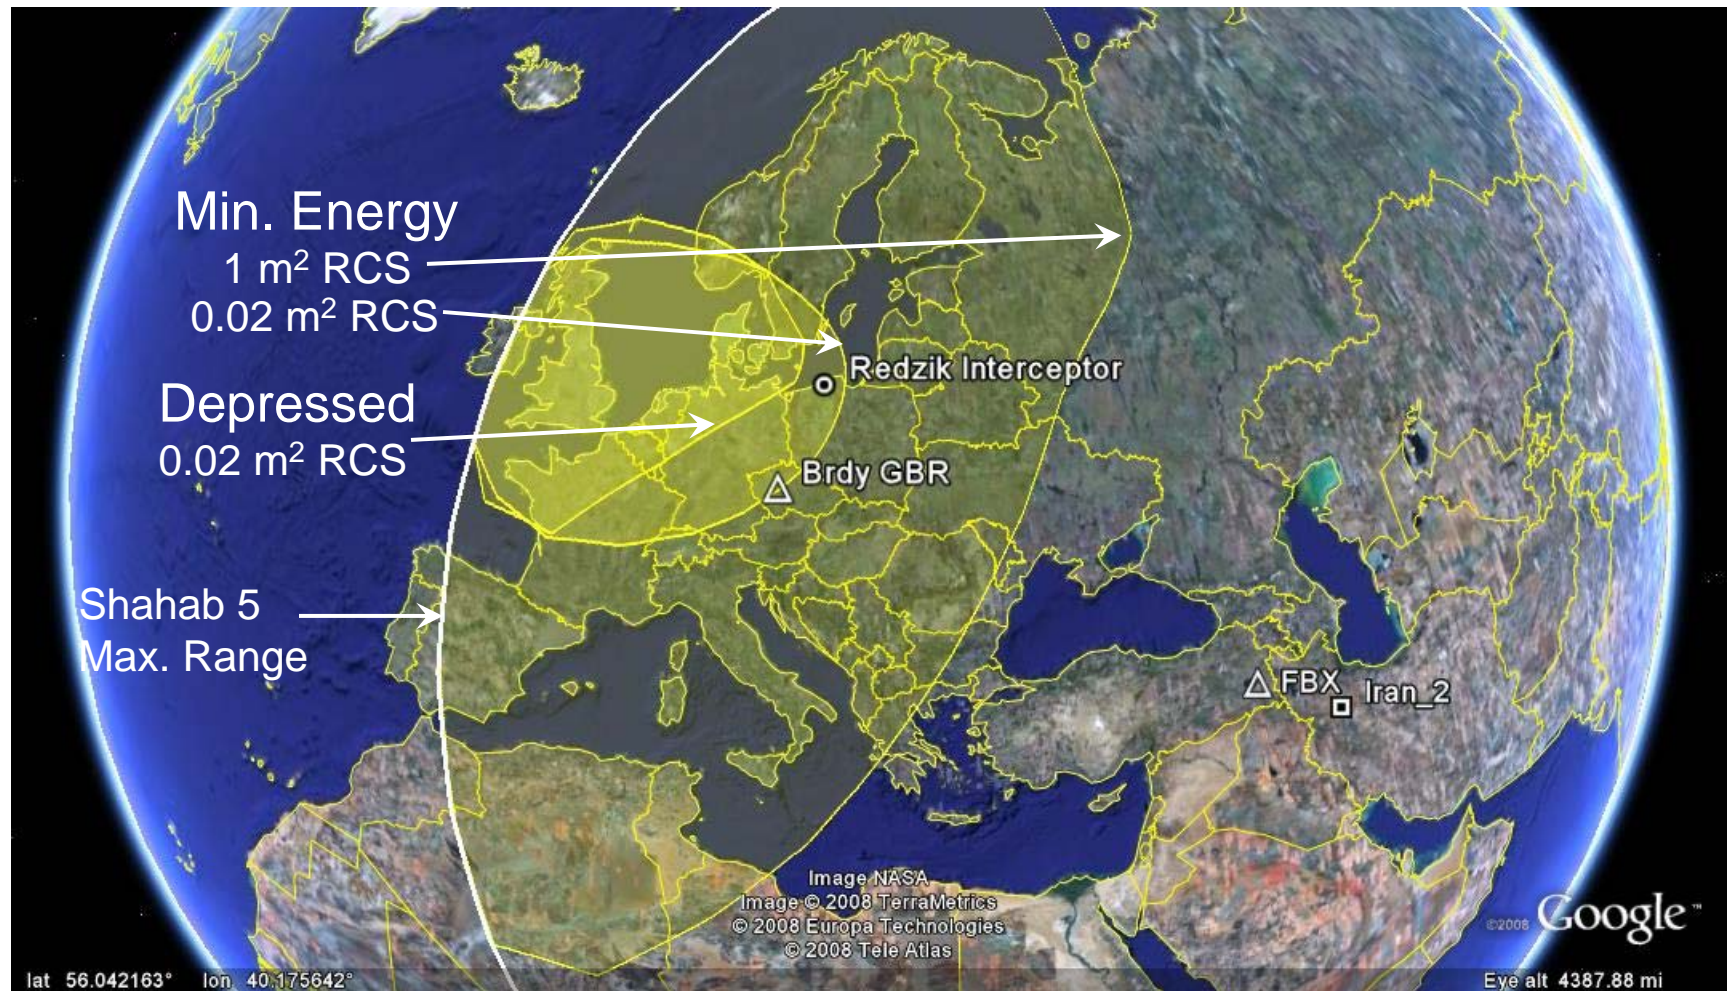 Min. Energy
1 m² RCS
0.02 m² RCS
Redzik Interceptor
Depressed
0.02 m² RCS
Brdy GBR
Shahab 5
Max. Range
FBX
Iran_2
Image NASA
Image © 2008 TerraMetrics
© 2008 Europa Technologies
© 2008 Tele Atlas
©2008 Google™
lat 56.042163° lon 40.175642°
Eye alt 4387.88 mi